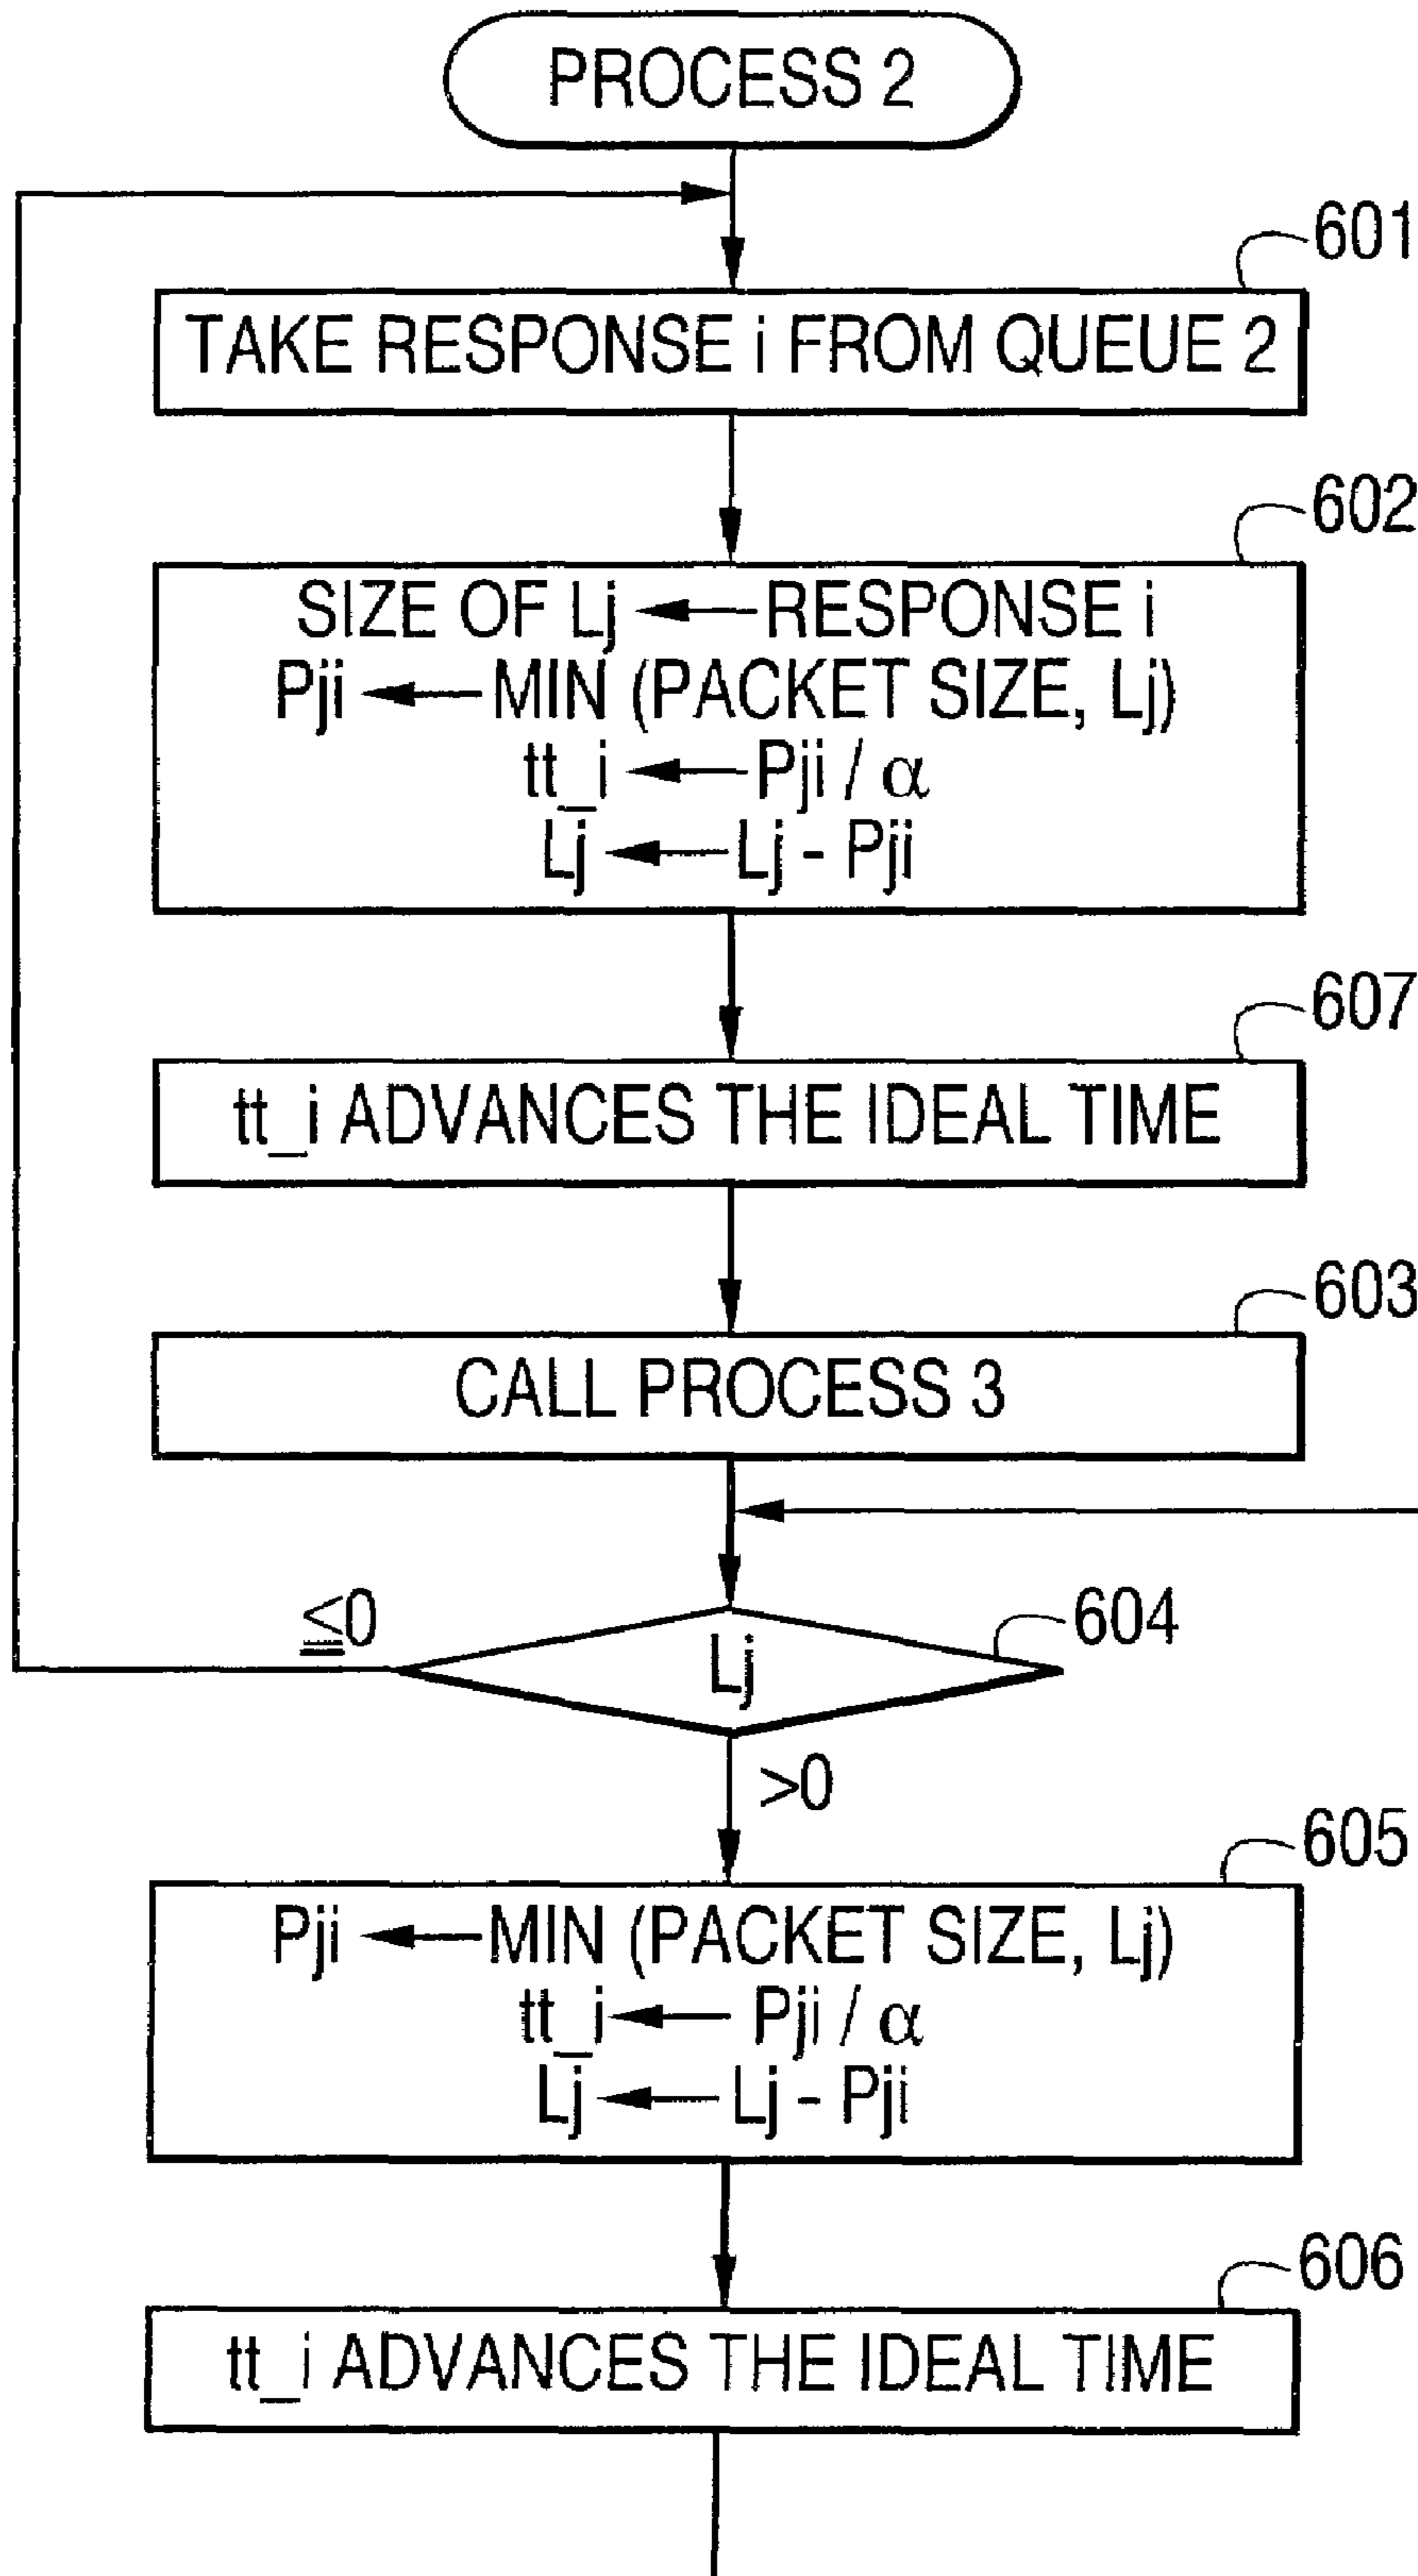 PROCESS 2
601
TAKE RESPONSE i FROM QUEUE 2
602
SIZE OF Lj ← RESPONSE i
Pji ← MIN (PACKET SIZE, Lj)
tt_i ← Pji / α
Lj ← Lj - Pji
607
tt_i ADVANCES THE IDEAL TIME
603
CALL PROCESS 3
≦0
604
Lj
>0
605
Pji ← MIN (PACKET SIZE, Lj)
tt_i ← Pji / α
Lj ← Lj - Pji
606
tt_i ADVANCES THE IDEAL TIME